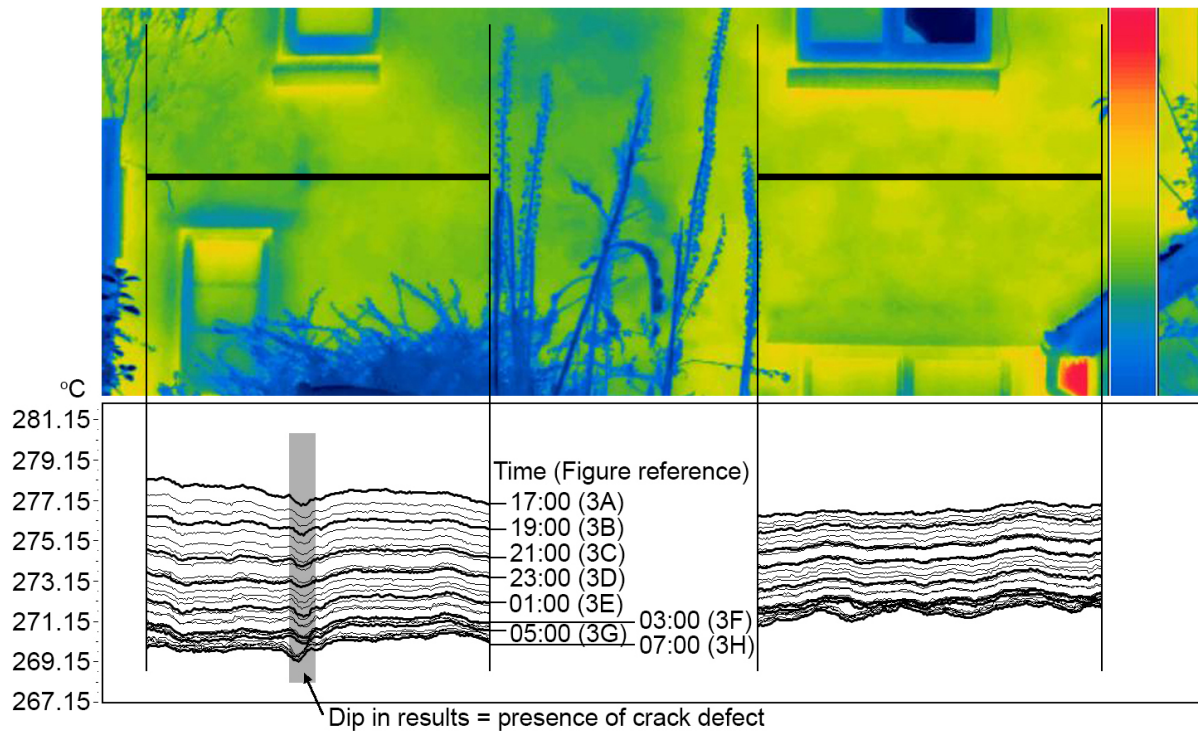 °C
281.15
279.15
277.15
275.15
273.15
271.15
269.15
267.15
Time (Figure reference)
17:00 (3A)
19:00 (3B)
21:00 (3C)
23:00 (3D)
01:00 (3E)
03:00 (3F)
05:00 (3G)
07:00 (3H)
Dip in results = presence of crack defect